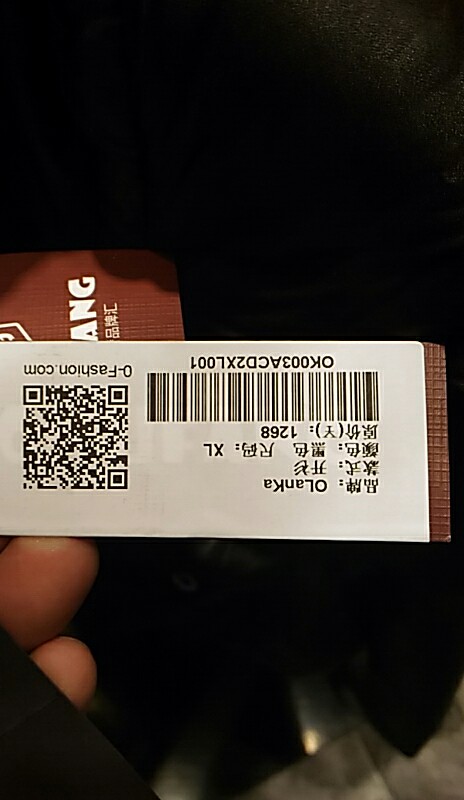 品牌: OLanKa
款式: 开衫
颜色: 黑色 尺码: XL
原价(¥): 1268
OK003ACD2XL001
0-Fashion.com
ANG
品牌汇